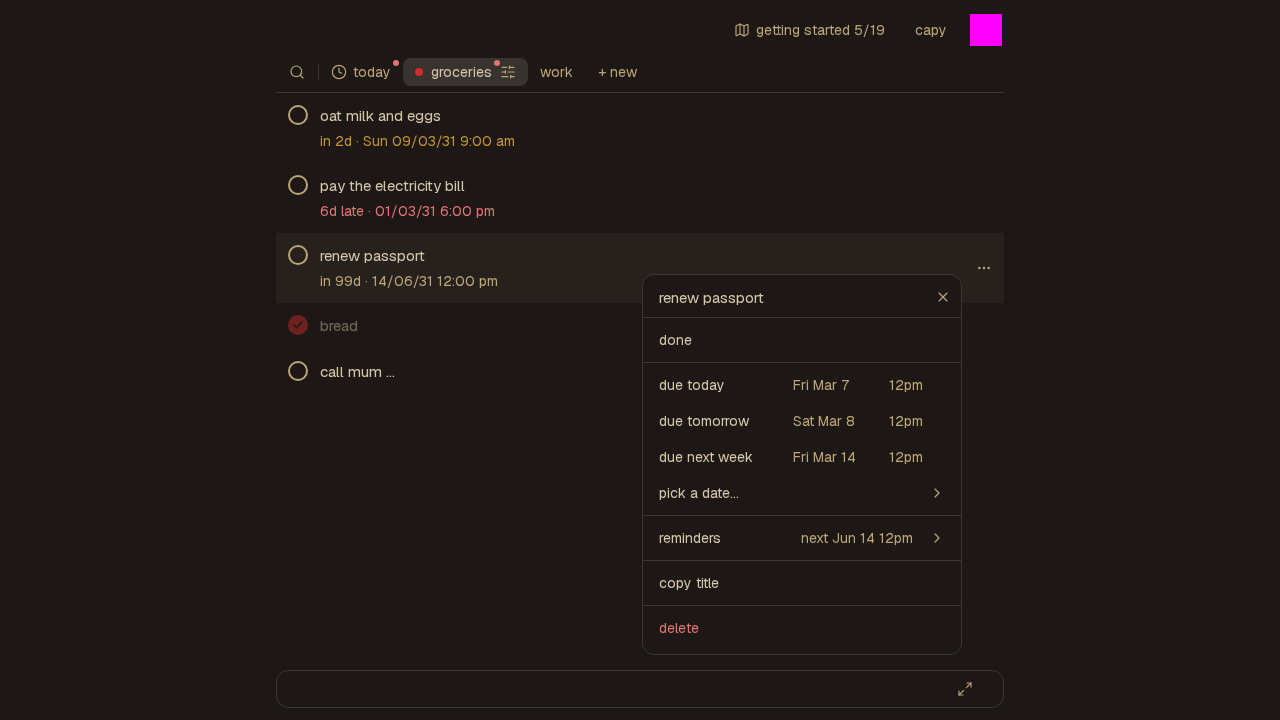 getting started 5/19
capy
today
groceries
work
+ new
oat milk and eggs
in 2d · Sun 09/03/31 9:00 am
pay the electricity bill
6d late · 01/03/31 6:00 pm
renew passport
in 99d · 14/06/31 12:00 pm
bread
call mum ...
renew passport
done
due today Fri Mar 7 12pm
due tomorrow Sat Mar 8 12pm
due next week Fri Mar 14 12pm
pick a date...
reminders next Jun 14 12pm
copy title
delete